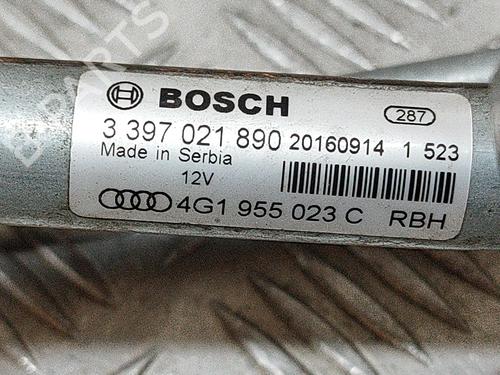 BOSCH
287
3 397 021 890 20160914 1 523
Made in Serbia
12V
4G1 955 023 C RBH